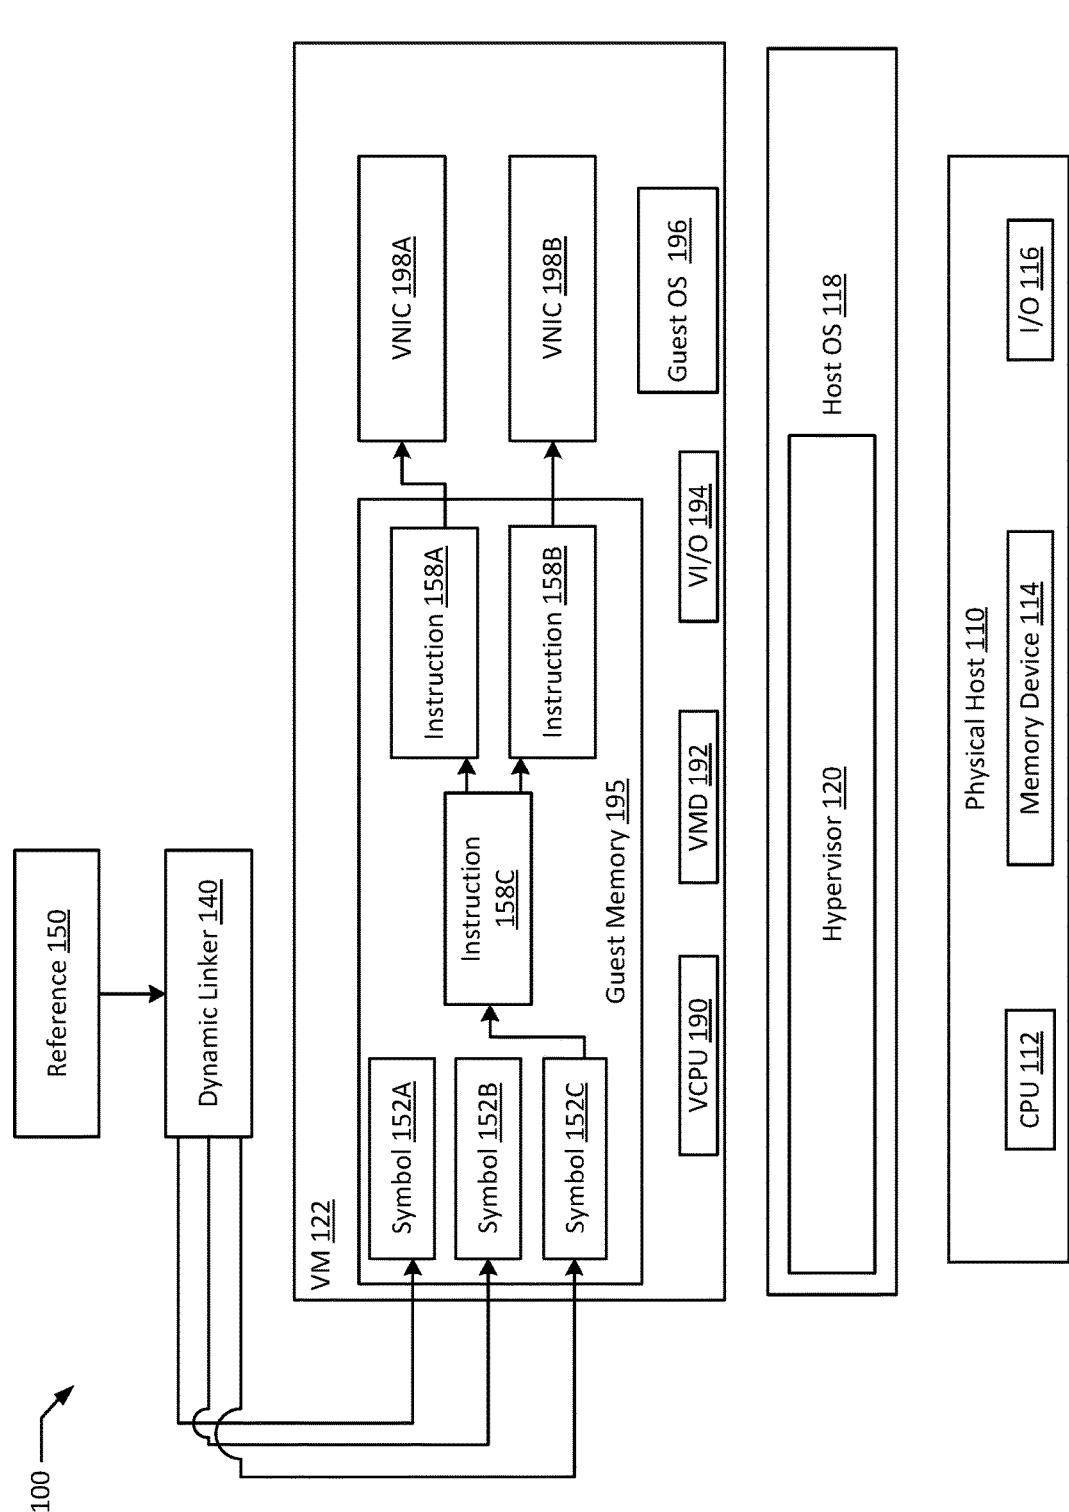 100
Reference 150
Dynamic Linker 140
VM 122
Symbol 152A
Symbol 152B
Symbol 152C
Instruction
158C
Instruction 158A
Instruction 158B
Guest Memory 195
VNIC 198A
VNIC 198B
VCPU 190
VMD 192
VI/O 194
Guest OS 196
Hypervisor 120
Host OS 118
Physical Host 110
CPU 112
Memory Device 114
I/O 116